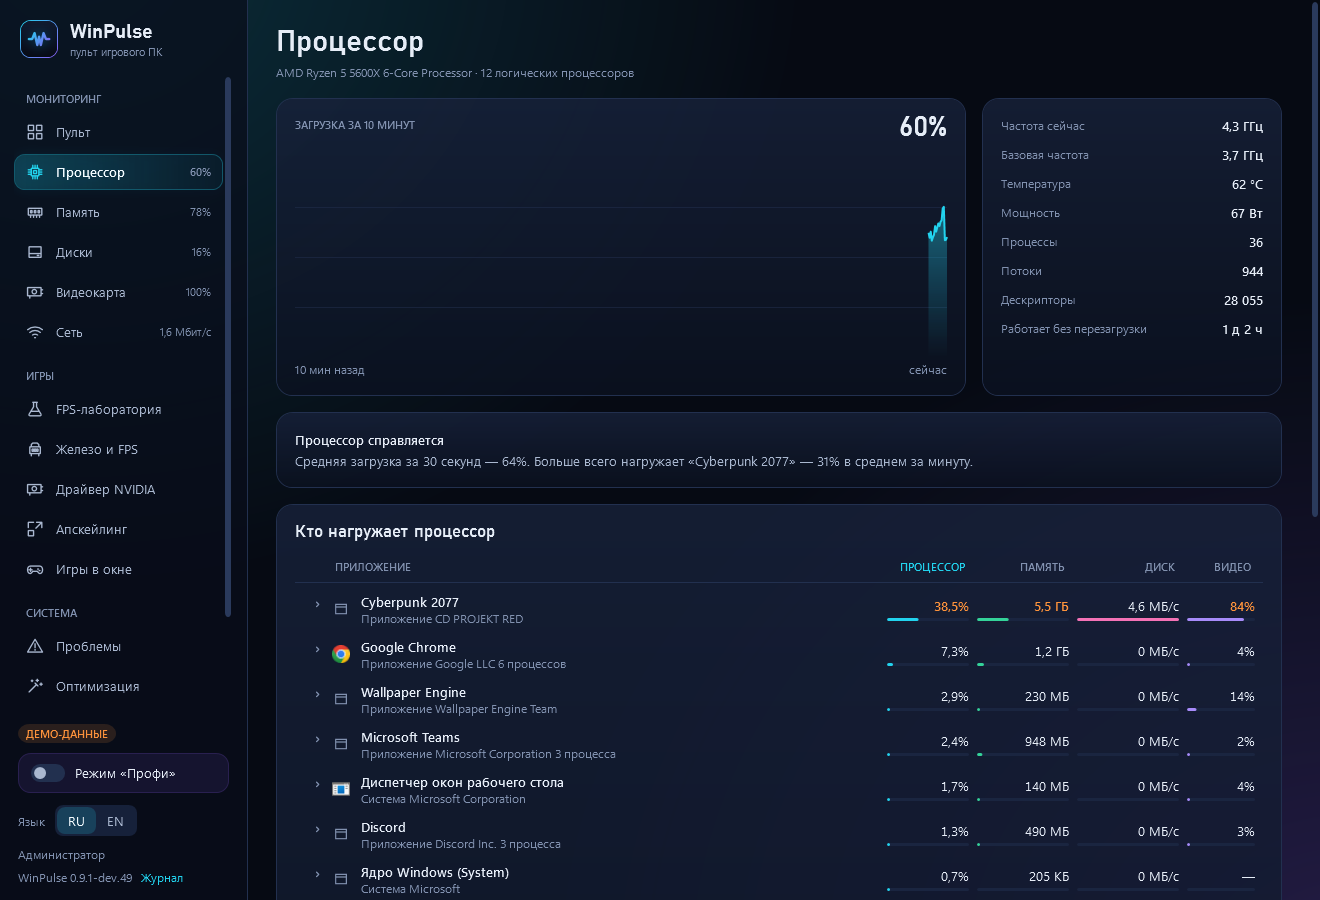 WinPulse
пульт игрового ПК
МОНИТОРИНГ
Пульт
Процессор 60%
Память 78%
Диски 16%
Видеокарта 100%
Сеть 1,6 Мбит/с
ИГРЫ
FPS-лаборатория
Железо и FPS
Драйвер NVIDIA
Апскейлинг
Игры в окне
СИСТЕМА
Проблемы
Оптимизация
ДЕМО-ДАННЫЕ
Режим «Профи»
Язык RU EN
Администратор
WinPulse 0.9.1-dev.49 Журнал
Процессор
AMD Ryzen 5 5600X 6-Core Processor · 12 логических процессоров
ЗАГРУЗКА ЗА 10 МИНУТ 60%
10 мин назад сейчас
Частота сейчас 4,3 ГГц
Базовая частота 3,7 ГГц
Температура 62 °C
Мощность 67 Вт
Процессы 36
Потоки 944
Дескрипторы 28 055
Работает без перезагрузки 1 д 2 ч
Процессор справляется
Средняя загрузка за 30 секунд — 64%. Больше всего нагружает «Cyberpunk 2077» — 31% в среднем за минуту.
Кто нагружает процессор
ПРИЛОЖЕНИЕ ПРОЦЕССОР ПАМЯТЬ ДИСК ВИДЕО
Cyberpunk 2077 38,5% 5,5 ГБ 4,6 МБ/с 84%
Приложение CD PROJEKT RED
Google Chrome 7,3% 1,2 ГБ 0 МБ/с 4%
Приложение Google LLC 6 процессов
Wallpaper Engine 2,9% 230 МБ 0 МБ/с 14%
Приложение Wallpaper Engine Team
Microsoft Teams 2,4% 948 МБ 0 МБ/с 2%
Приложение Microsoft Corporation 3 процесса
Диспетчер окон рабочего стола 1,7% 140 МБ 0 МБ/с 4%
Система Microsoft Corporation
Discord 1,3% 490 МБ 0 МБ/с 3%
Приложение Discord Inc. 3 процесса
Ядро Windows (System) 0,7% 205 КБ 0 МБ/с —
Система Microsoft